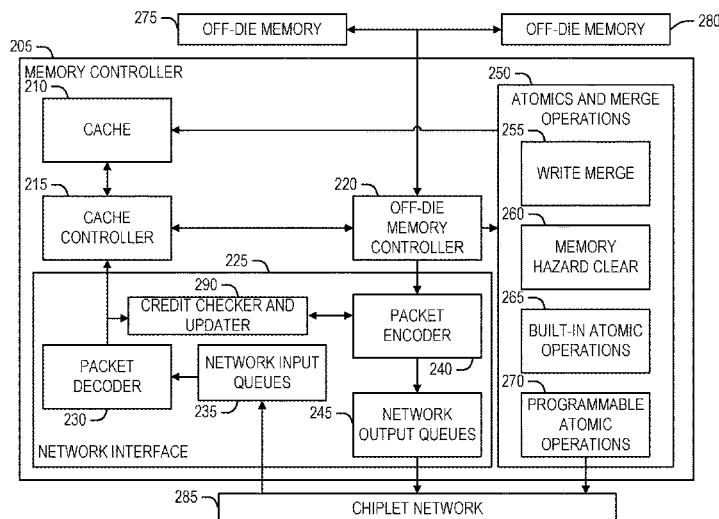 275
OFF-DIE MEMORY
OFF-DIE MEMORY
280
205
MEMORY CONTROLLER
210
CACHE
250
ATOMICS AND MERGE
OPERATIONS
255
WRITE MERGE
215
CACHE
CONTROLLER
220
OFF-DIE
MEMORY
CONTROLLER
260
MEMORY
HAZARD CLEAR
225
290
CREDIT CHECKER AND
UPDATER
PACKET
ENCODER
240
265
BUILT-IN ATOMIC
OPERATIONS
PACKET
DECODER
230
NETWORK INPUT
QUEUES
235
245
NETWORK
OUTPUT QUEUES
270
PROGRAMMABLE
ATOMIC
OPERATIONS
NETWORK INTERFACE
285
CHIPLET NETWORK